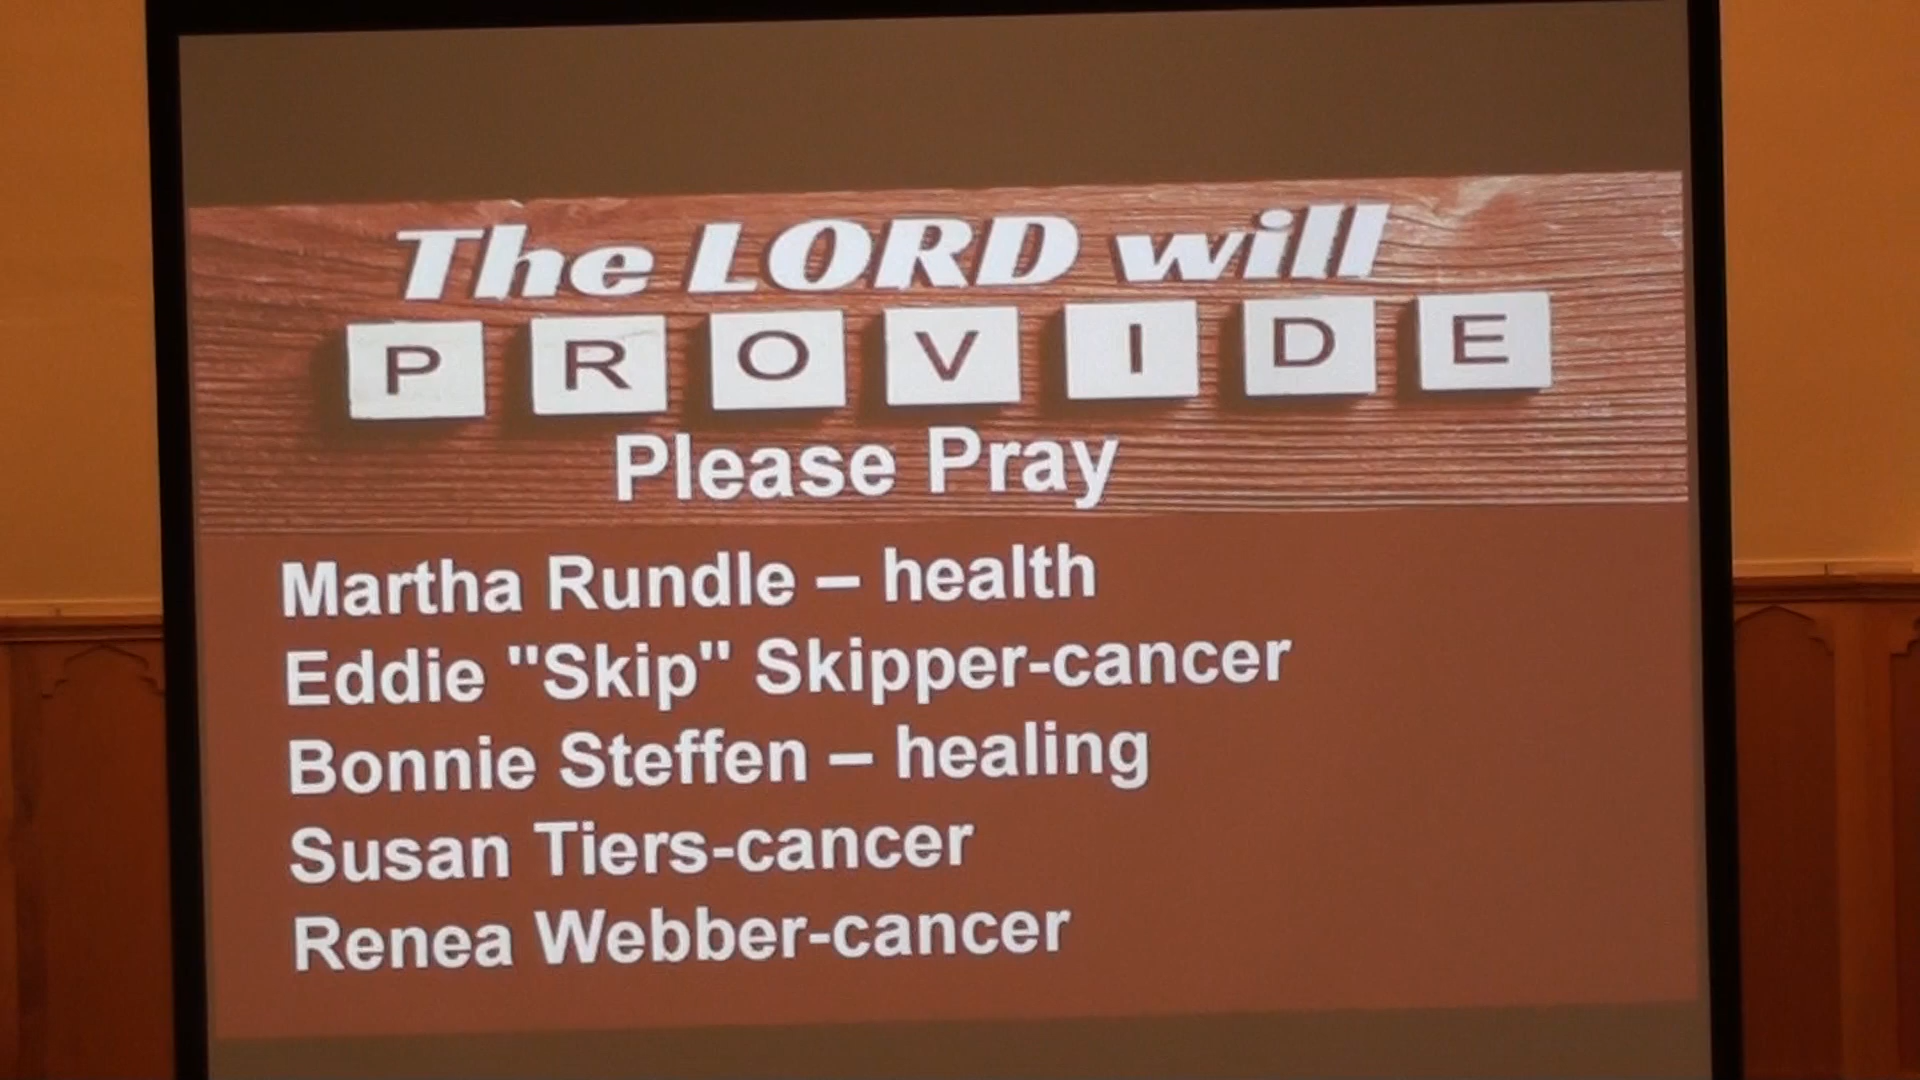 The LORD will
PROVIDE
Please Pray
Martha Rundle – health
Eddie "Skip" Skipper-cancer
Bonnie Steffen – healing
Susan Tiers-cancer
Renea Webber-cancer